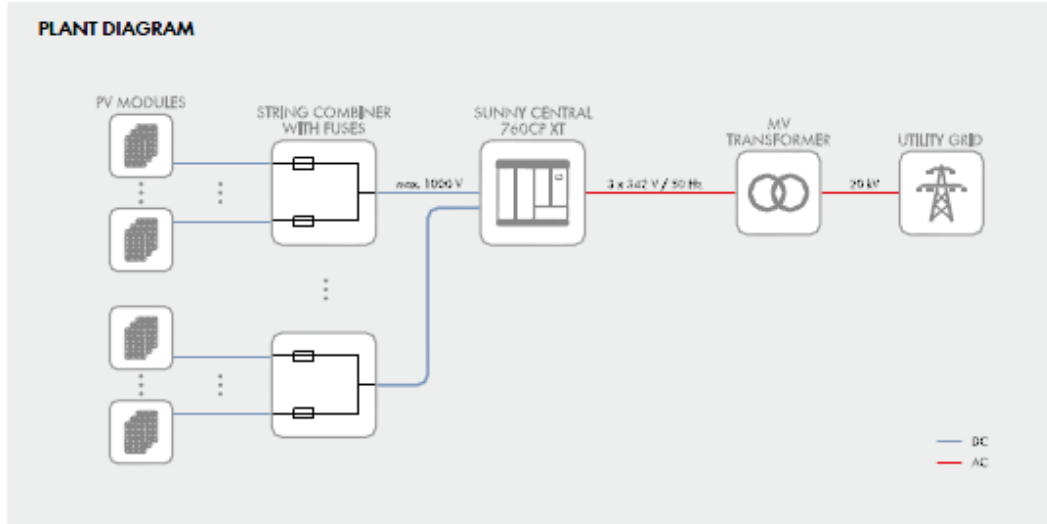 PLANT DIAGRAM
PV MODULES
STRING COMBINER
WITH FUSES
SUNNY CENTRAL
760CP XT
MV
TRANSFORMER
UTILITY GRID
max. 1000 V
3 x 342 V / 50 Hz
20 kV
DC
AC